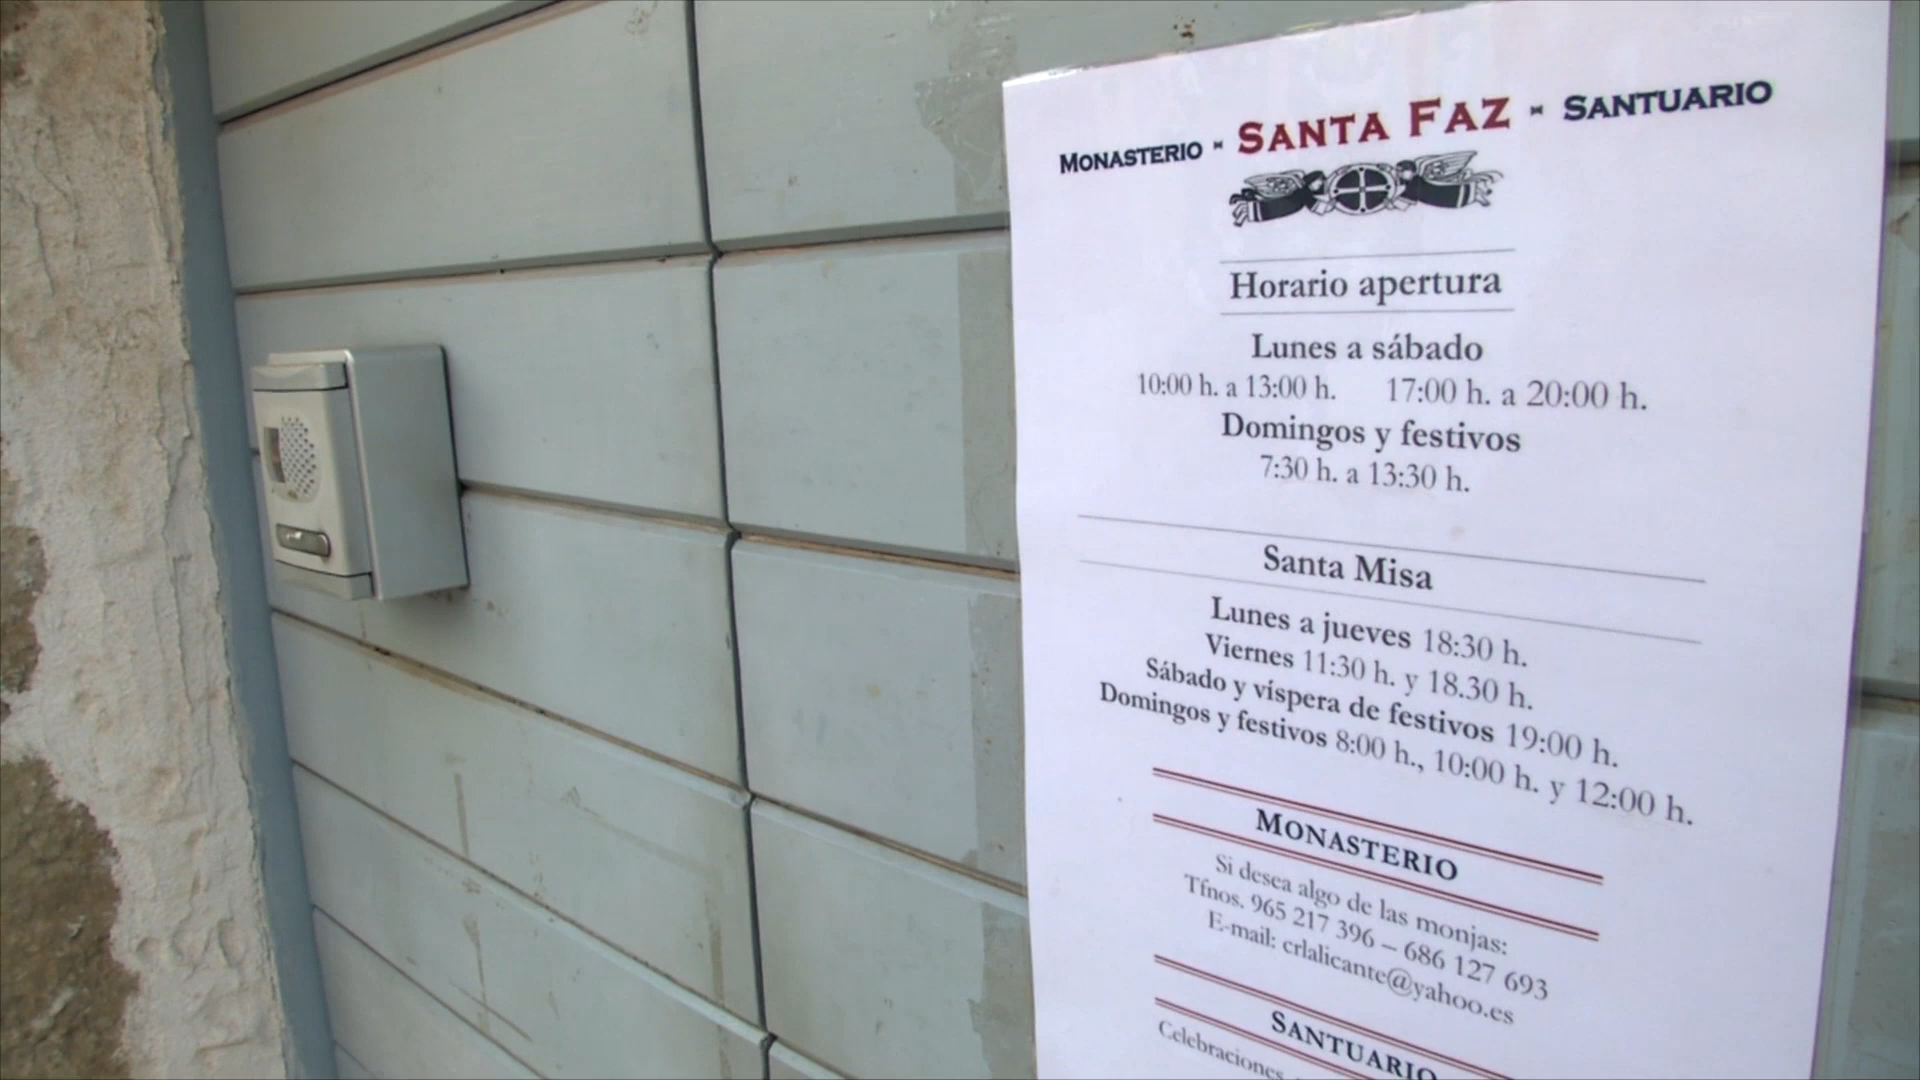 Monasterio - Santa Faz - Santuario
Horario apertura
Lunes a sábado
10:00 h. a 13:00 h. 17:00 h. a 20:00 h.
Domingos y festivos
7:30 h. a 13:30 h.
Santa Misa
Lunes a jueves 18:30 h.
Viernes 11:30 h. y 18.30 h.
Sábado y víspera de festivos 19:00 h.
Domingos y festivos 8:00 h., 10:00 h. y 12:00 h.
Monasterio
Si desea algo de las monjas:
Tfnos. 965 217 396 – 686 127 693
E-mail: crlalicante@yahoo.es
Santuario
Celebraciones